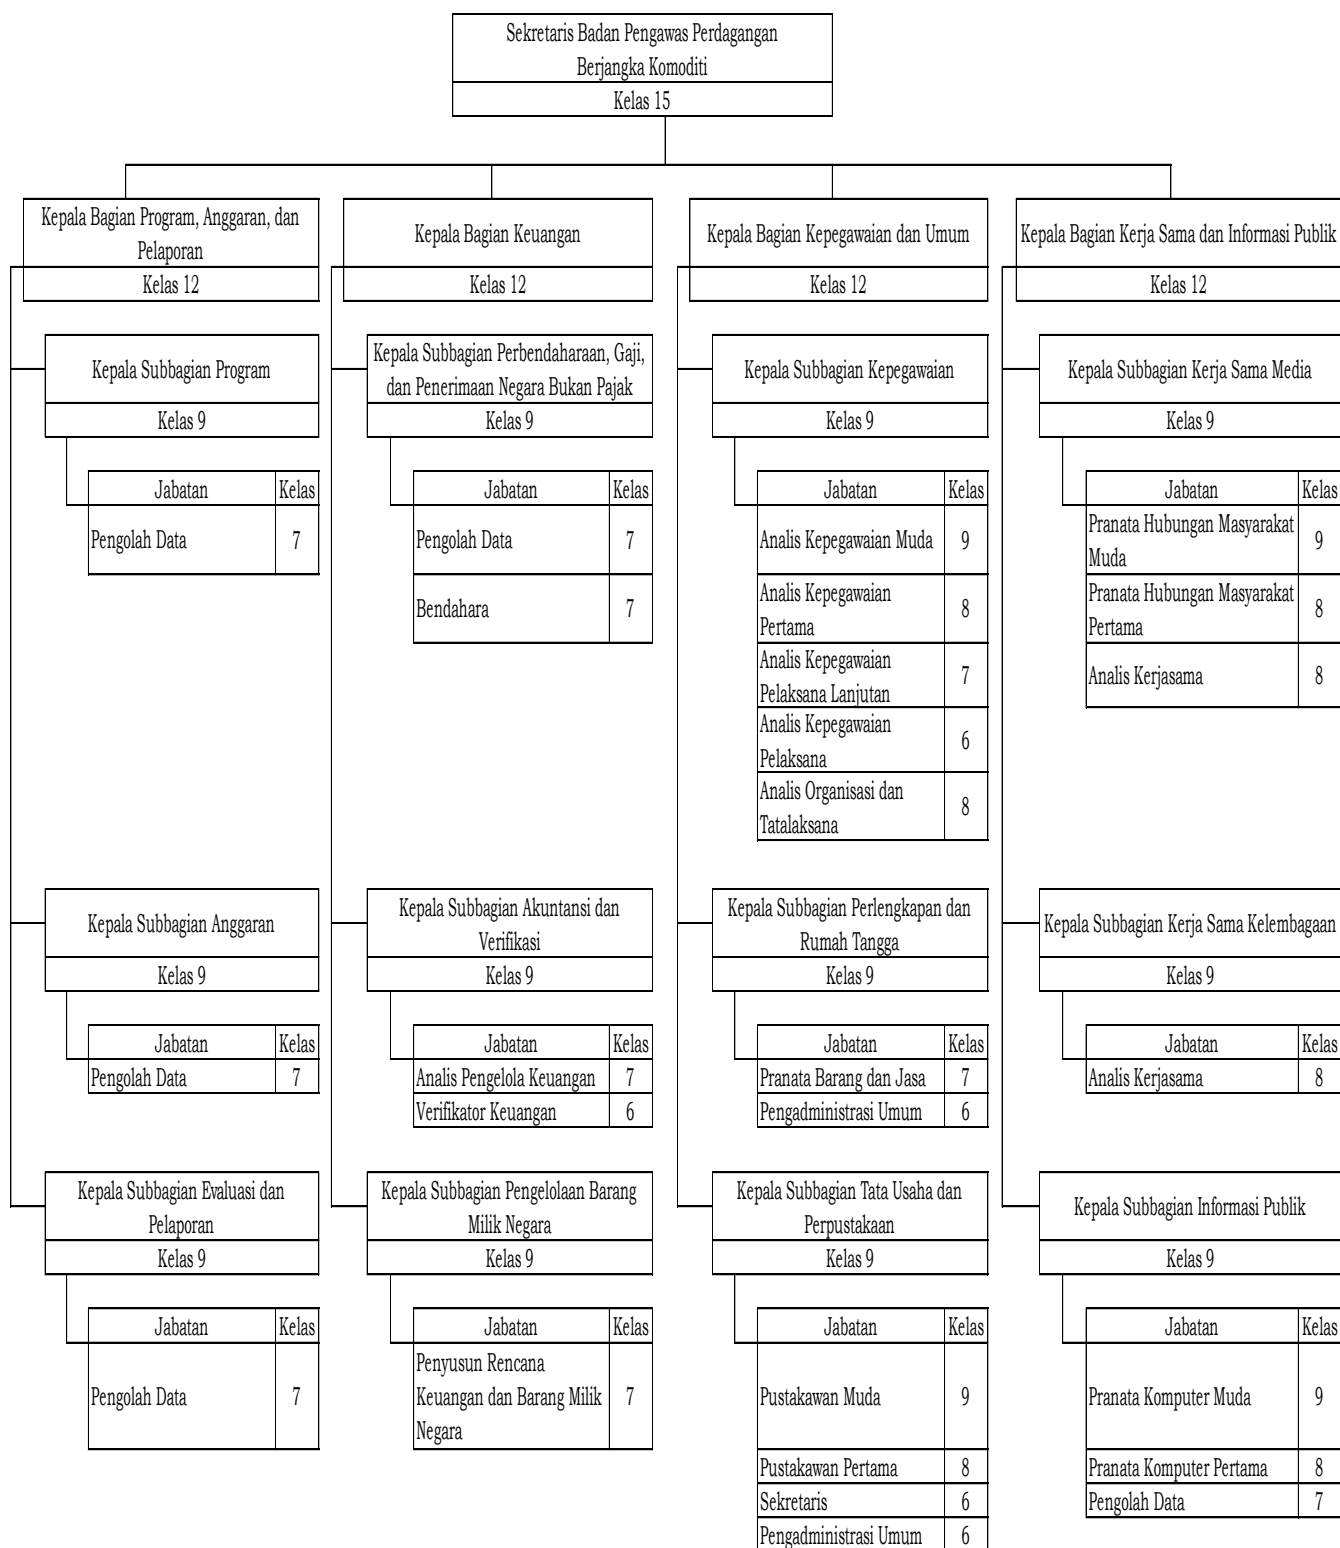 Sekretaris Badan Pengawas Perdagangan
Berjangka Komoditi
Kelas 15
Kepala Bagian Program, Anggaran, dan
Pelaporan
Kelas 12
Kepala Bagian Keuangan
Kelas 12
Kepala Bagian Kepegawaian dan Umum
Kelas 12
Kepala Bagian Kerja Sama dan Informasi Publik
Kelas 12
Kepala Subbagian Program
Kelas 9
Jabatan Kelas
Pengolah Data 7
Kepala Subbagian Perbendaharaan, Gaji,
dan Penerimaan Negara Bukan Pajak
Kelas 9
Jabatan Kelas
Pengolah Data 7
Bendahara 7
Kepala Subbagian Kepegawaian
Kelas 9
Jabatan Kelas
Analis Kepegawaian Muda 9
Analis Kepegawaian
Pertama 8
Analis Kepegawaian
Pelaksana Lanjutan 7
Analis Kepegawaian
Pelaksana 6
Analis Organisasi dan
Tatalaksana 8
Kepala Subbagian Kerja Sama Media
Kelas 9
Jabatan Kelas
Pranata Hubungan Masyarakat
Muda 9
Pranata Hubungan Masyarakat
Pertama 8
Analis Kerjasama 8
Kepala Subbagian Anggaran
Kelas 9
Jabatan Kelas
Pengolah Data 7
Kepala Subbagian Akuntansi dan
Verifikasi
Kelas 9
Jabatan Kelas
Analis Pengelola Keuangan 7
Verifikator Keuangan 6
Kepala Subbagian Perlengkapan dan
Rumah Tangga
Kelas 9
Jabatan Kelas
Pranata Barang dan Jasa 7
Pengadministrasi Umum 6
Kepala Subbagian Kerja Sama Kelembagaan
Kelas 9
Jabatan Kelas
Analis Kerjasama 8
Kepala Subbagian Evaluasi dan
Pelaporan
Kelas 9
Jabatan Kelas
Pengolah Data 7
Kepala Subbagian Pengelolaan Barang
Milik Negara
Kelas 9
Jabatan Kelas
Penyusun Rencana
Keuangan dan Barang Milik 7
Negara
Kepala Subbagian Tata Usaha dan
Perpustakaan
Kelas 9
Jabatan Kelas
Pustakawan Muda 9
Pustakawan Pertama 8
Sekretaris 6
Pengadministrasi Umum 6
Kepala Subbagian Informasi Publik
Kelas 9
Jabatan Kelas
Pranata Komputer Muda 9
Pranata Komputer Pertama 8
Pengolah Data 7